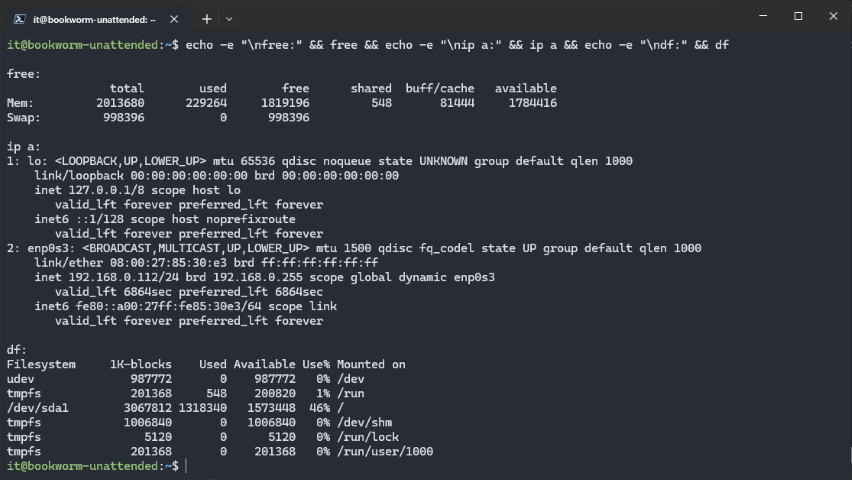 it@bookworm-unattended: ~
it@bookworm-unattended:~$ echo -e "\nfree:" && free && echo -e "\nip a:" && ip a && echo -e "\ndf:" && df
free:
total used free shared buff/cache available
Mem: 2013680 229264 1819196 548 81444 1784416
Swap: 998396 0 998396
ip a:
1: lo: <LOOPBACK,UP,LOWER_UP> mtu 65536 qdisc noqueue state UNKNOWN group default qlen 1000
link/loopback 00:00:00:00:00:00 brd 00:00:00:00:00:00
inet 127.0.0.1/8 scope host lo
valid_lft forever preferred_lft forever
inet6 ::1/128 scope host noprefixroute
valid_lft forever preferred_lft forever
2: enp0s3: <BROADCAST,MULTICAST,UP,LOWER_UP> mtu 1500 qdisc fq_codel state UP group default qlen 1000
link/ether 08:00:27:85:30:e3 brd ff:ff:ff:ff:ff:ff
inet 192.168.0.112/24 brd 192.168.0.255 scope global dynamic enp0s3
valid_lft 6864sec preferred_lft 6864sec
inet6 fe80::a00:27ff:fe85:30e3/64 scope link
valid_lft forever preferred_lft forever
df:
Filesystem 1K-blocks Used Available Use% Mounted on
udev 987772 0 987772 0% /dev
tmpfs 201368 548 200820 1% /run
/dev/sda1 3067812 1318340 1573448 46% /
tmpfs 1006840 0 1006840 0% /dev/shm
tmpfs 5120 0 5120 0% /run/lock
tmpfs 201368 0 201368 0% /run/user/1000
it@bookworm-unattended:~$